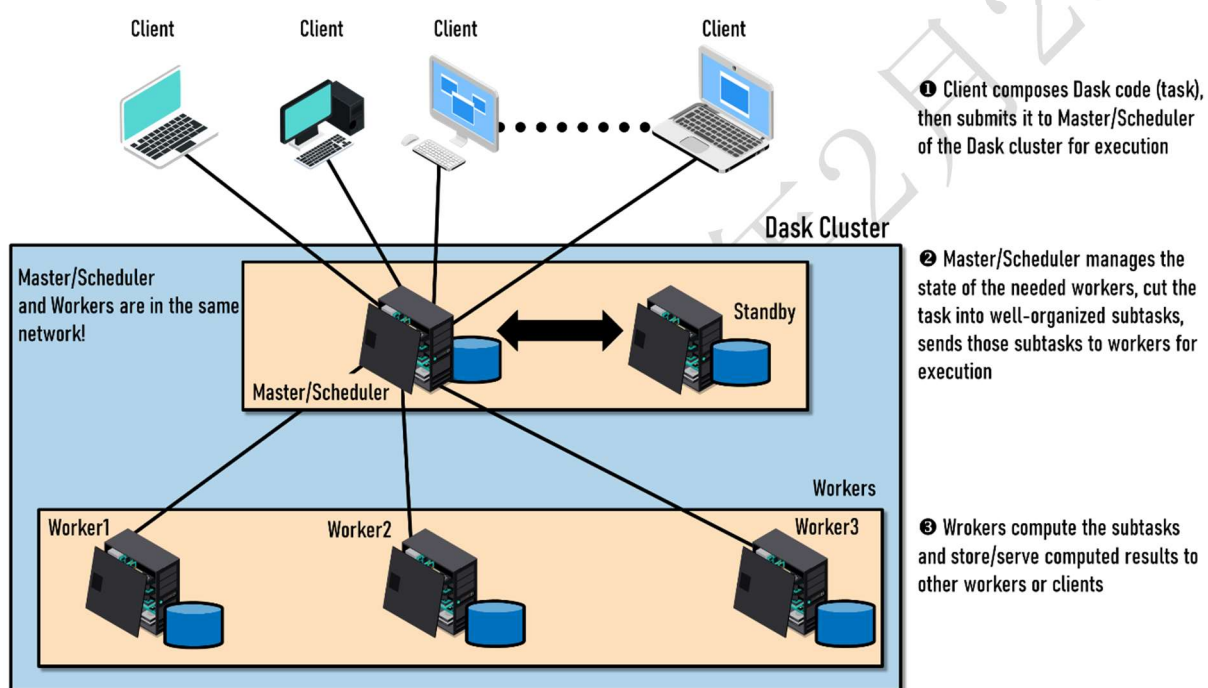 Client
Client
Client
Client
❶ Client composes Dask code (task),
then submits it to Master/Scheduler
of the Dask cluster for execution
Dask Cluster
Master/Scheduler
and Workers are in the same
network!
Standby
Master/Scheduler
❷ Master/Scheduler manages the
state of the needed workers, cut the
task into well-organized subtasks,
sends those subtasks to workers for
execution
Workers
Worker1
Worker2
Worker3
❸ Wrokers compute the subtasks
and store/serve computed results to
other workers or clients
年2月2